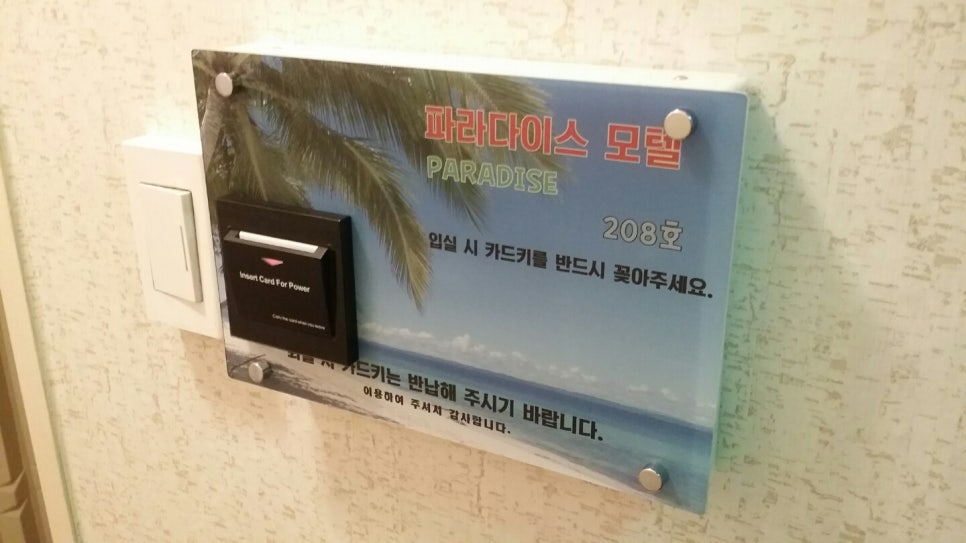 파라다이스 모텔
PARADISE
208호
입실 시 카드키를 반드시 꽂아주세요.
Insert Card For Power
시 카드키는 반납해 주시기 바랍니다.
이용하여 주셔서 감사합니다.